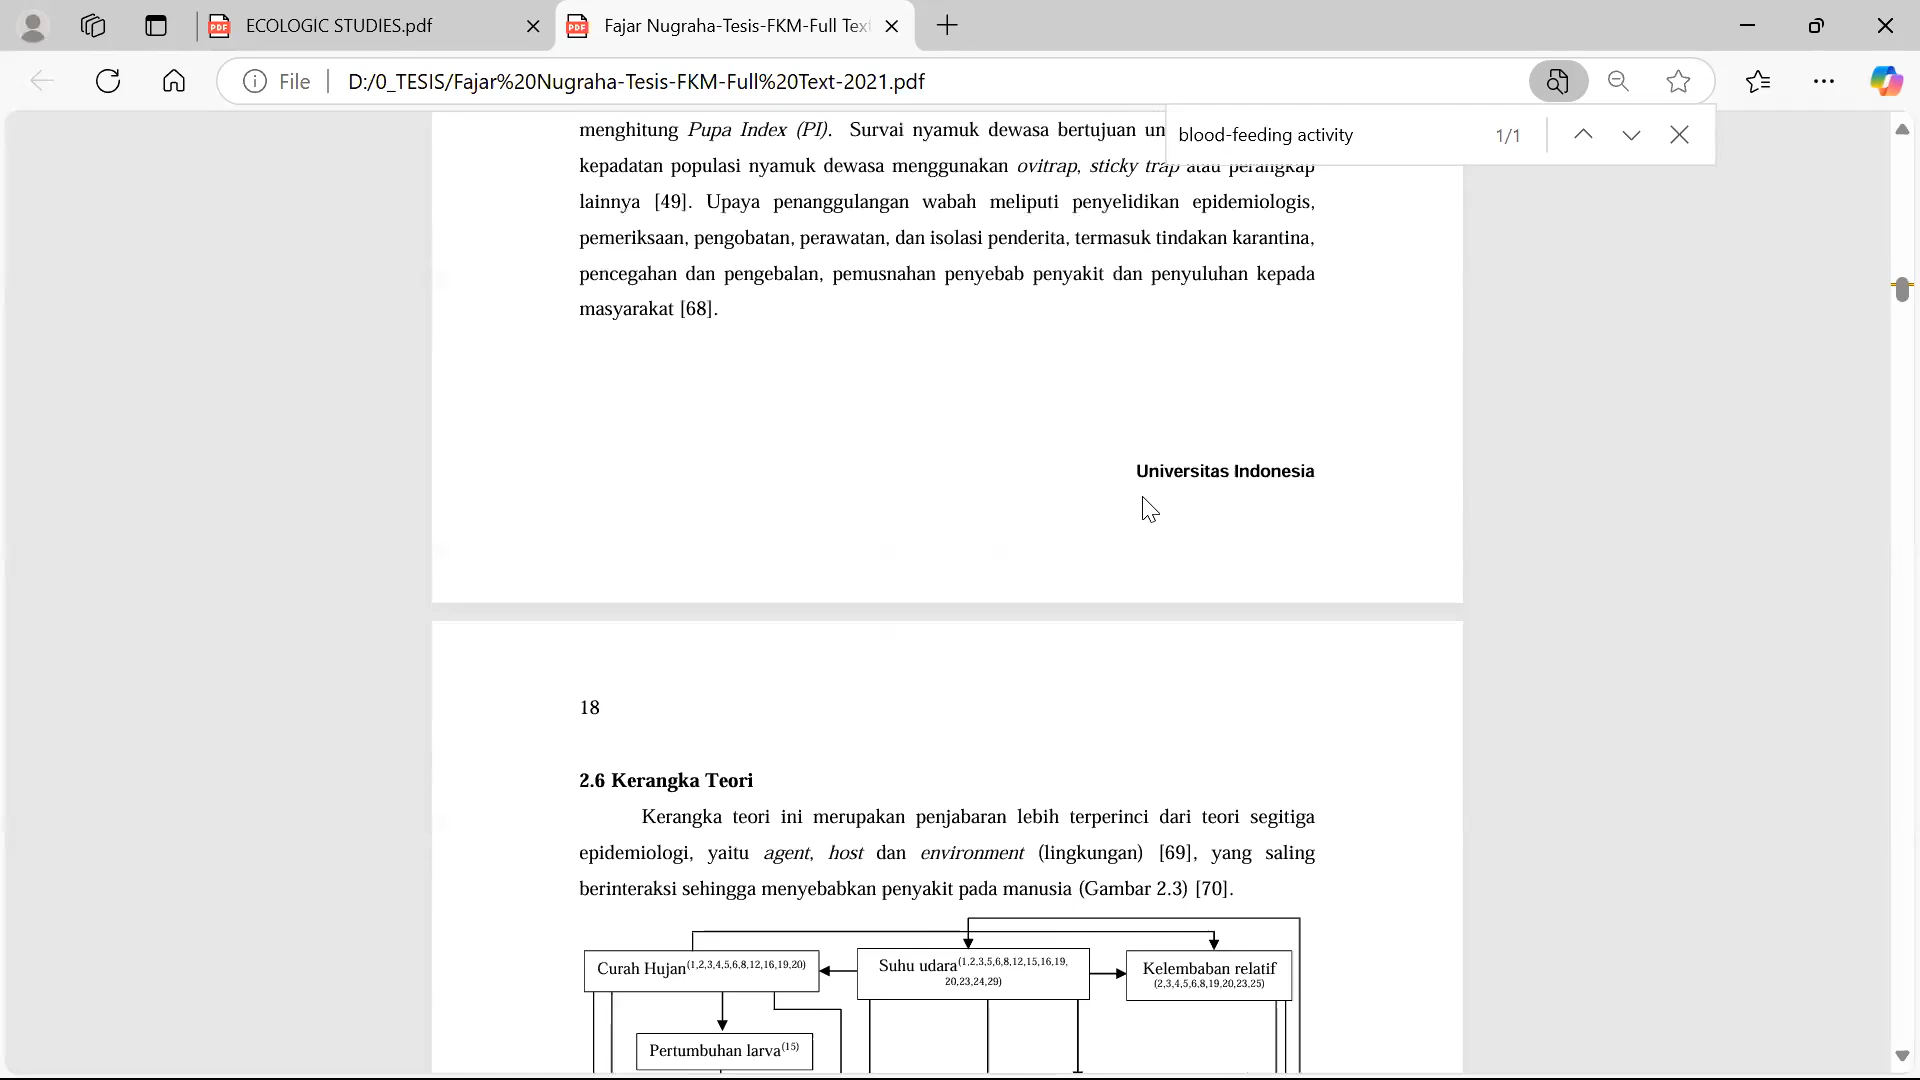 ECOLOGIC STUDIES.pdf
Fajar Nugraha-Tesis-FKM-Full Tex
File
D:/0_TESIS/Fajar%20Nugraha-Tesis-FKM-Full%20Text-2021.pdf
blood-feeding activity 1/1
menghitung Pupa Index (PI). Survai nyamuk dewasa bertujuan un
kepadatan populasi nyamuk dewasa menggunakan ovitrap, sticky trap atau perangkap
lainnya [49]. Upaya penanggulangan wabah meliputi penyelidikan epidemiologis,
pemeriksaan, pengobatan, perawatan, dan isolasi penderita, termasuk tindakan karantina,
pencegahan dan pengebalan, pemusnahan penyebab penyakit dan penyuluhan kepada
masyarakat [68].
Universitas Indonesia
18
2.6 Kerangka Teori
Kerangka teori ini merupakan penjabaran lebih terperinci dari teori segitiga
epidemiologi, yaitu agent, host dan environment (lingkungan) [69], yang saling
berinteraksi sehingga menyebabkan penyakit pada manusia (Gambar 2.3) [70].
Curah Hujan(1,2,3,4,5,6,8,12,16,19,20)
Suhu udara(1,2,3,5,6,8,12,15,16,19,
20,23,24,29)
Kelembaban relatif
(2,3,4,5,6,8,19,20,23,25)
Pertumbuhan larva(15)